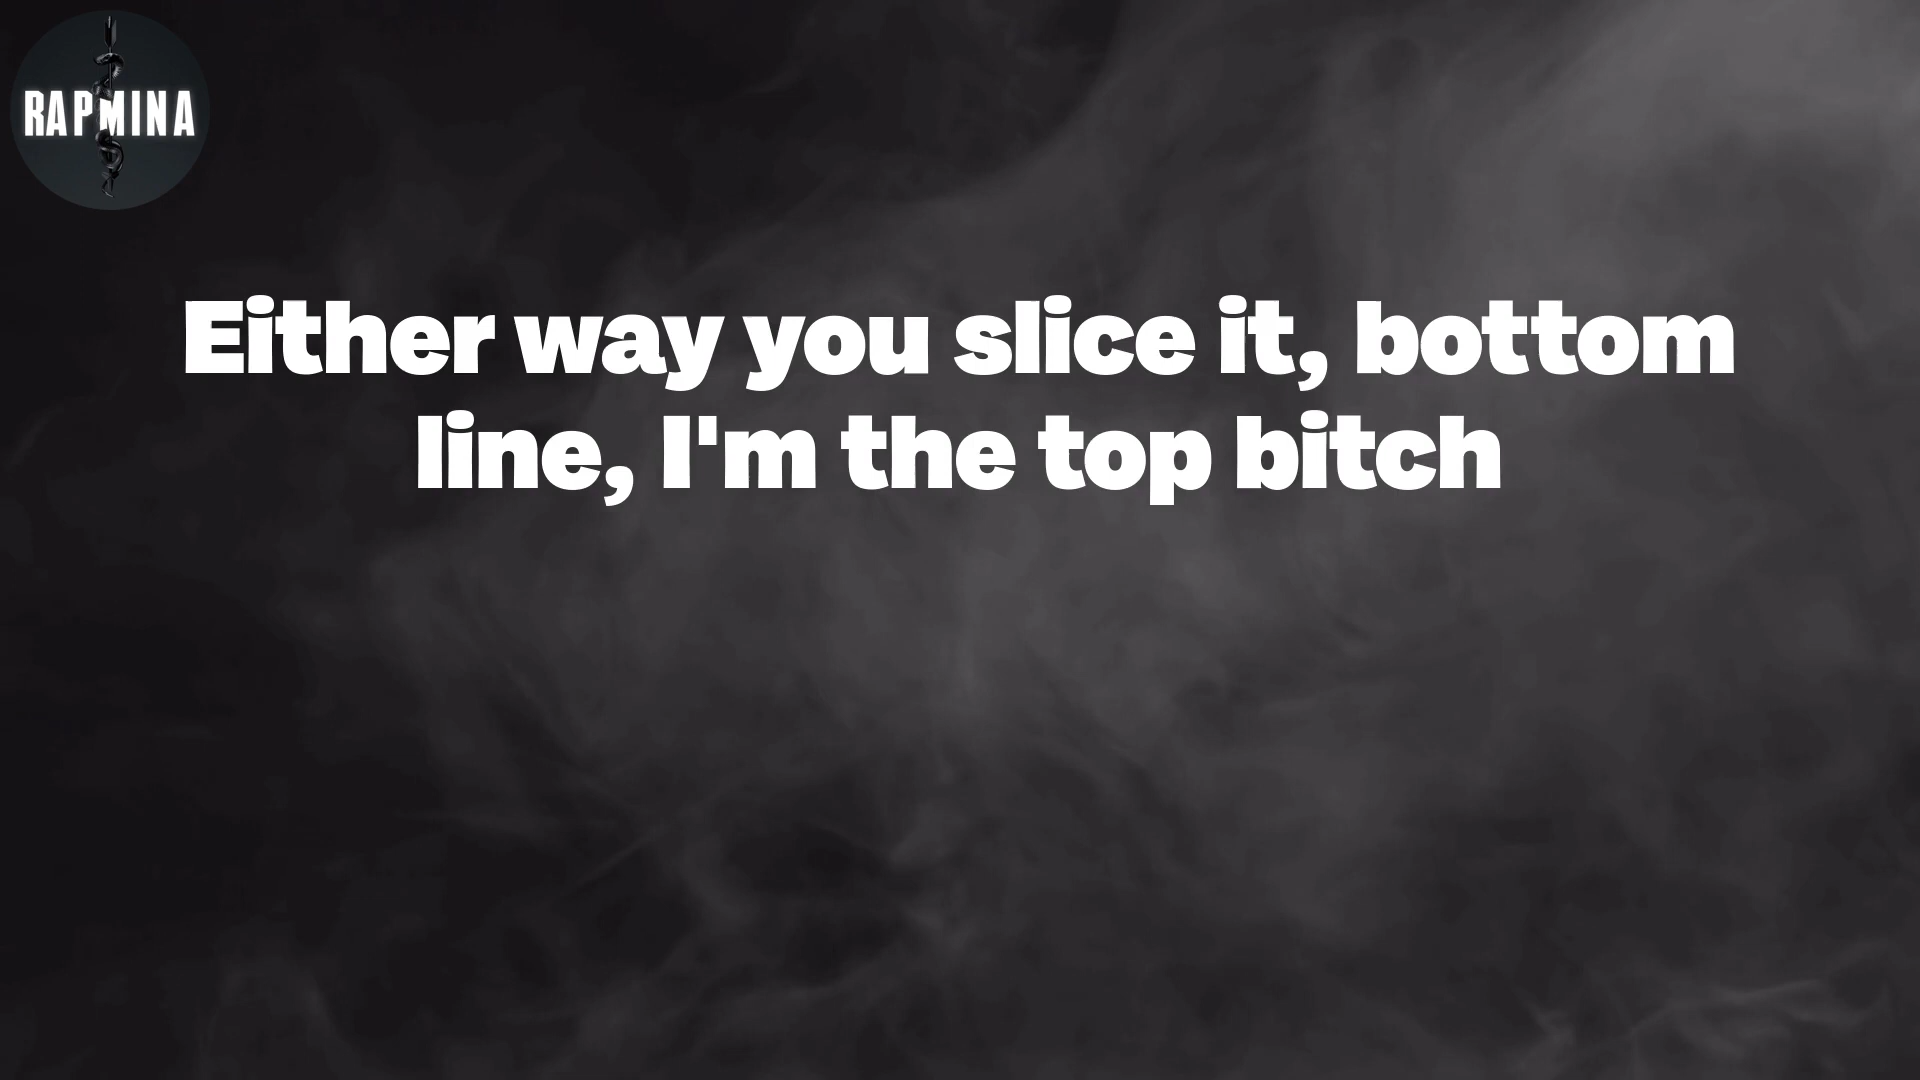 RAPMINA
Either way you slice it, bottom
line, I'm the top bitch